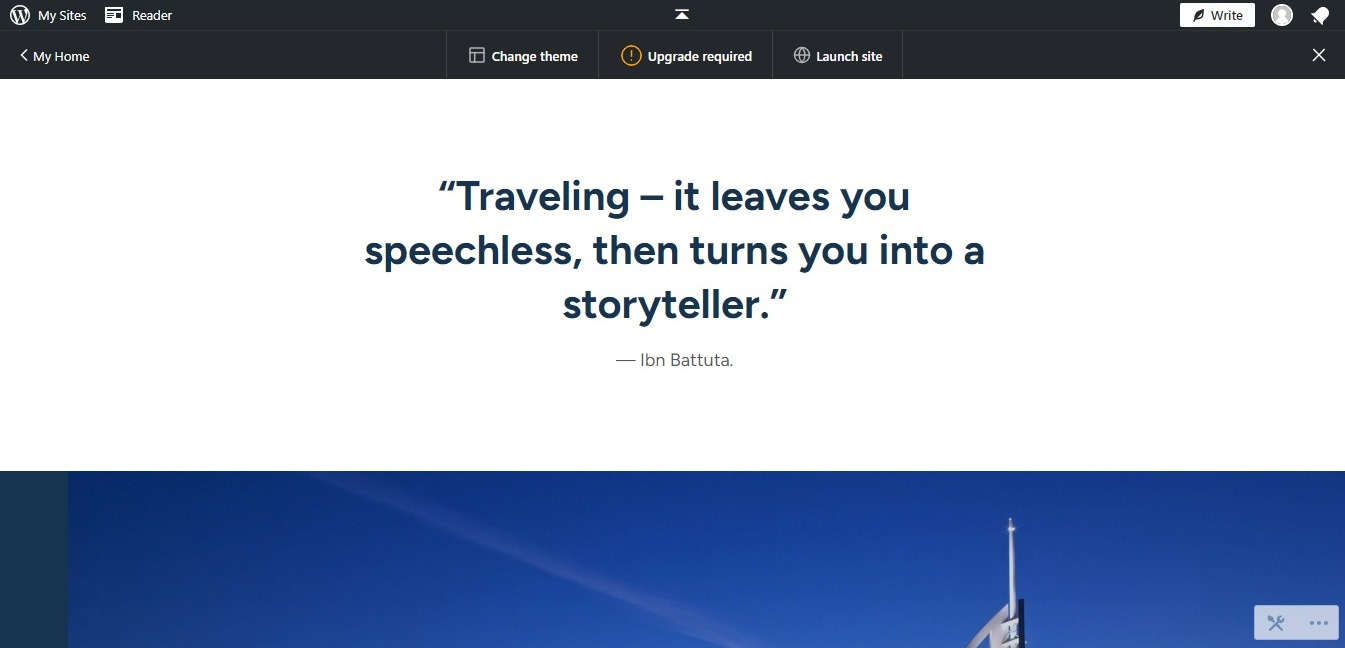 My Sites Reader Write
My Home Change theme Upgrade required Launch site
“Traveling – it leaves you
speechless, then turns you into a
storyteller.”
— Ibn Battuta.